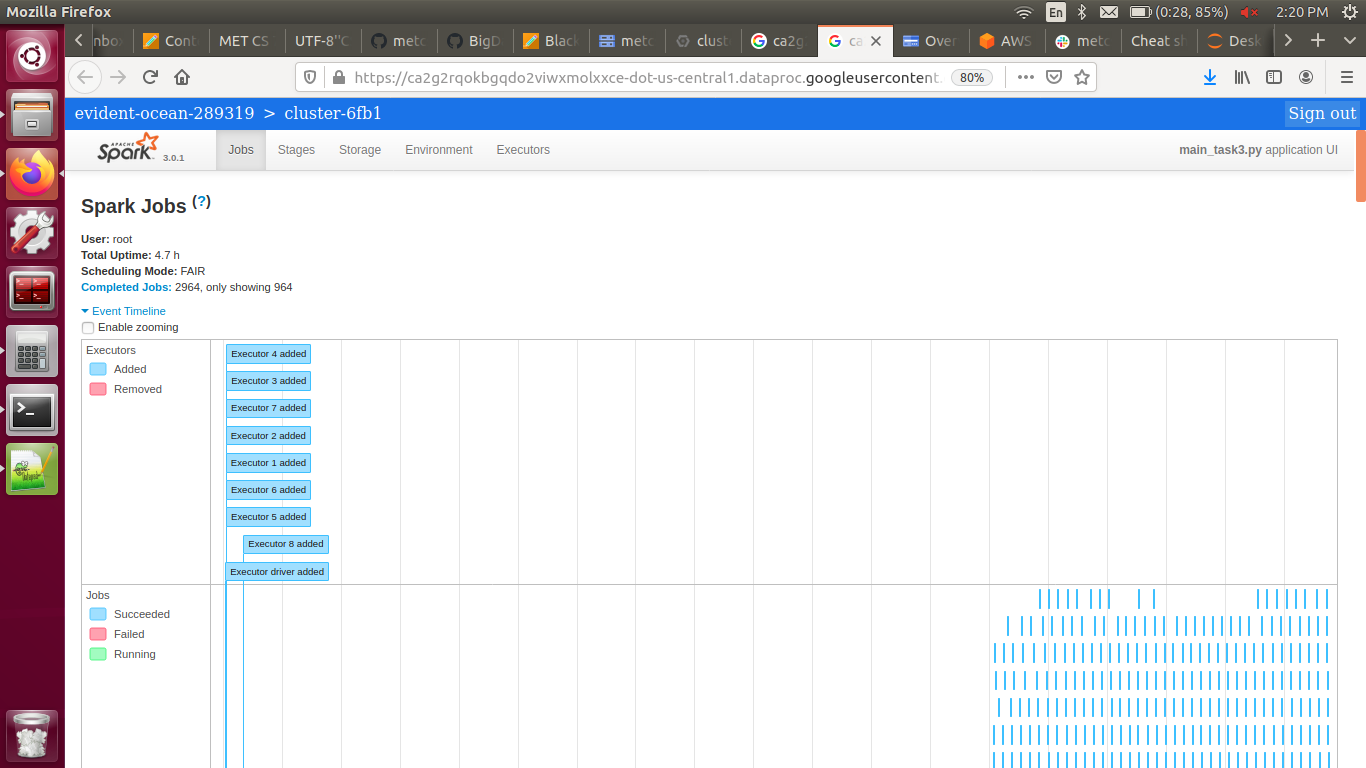 Mozilla Firefox
En
(0:28, 85%)
2:20 PM
nbox
Cont
MET CS
UTF-8''C
metc
BigD
Black
metc
clust
ca2g
ca
Over
AWS
metc
Cheat sh
Desk
https://ca2g2rqokbgqdo2viwxmolxxce-dot-us-central1.dataproc.googleusercontent.
80%
evident-ocean-289319 > cluster-6fb1
Sign out
APACHE Spark 3.0.1
Jobs
Stages
Storage
Environment
Executors
main_task3.py application UI
Spark Jobs (?)
User: root
Total Uptime: 4.7 h
Scheduling Mode: FAIR
Completed Jobs: 2964, only showing 964
Event Timeline
Enable zooming
Executors
Added
Removed
Executor 4 added
Executor 3 added
Executor 7 added
Executor 2 added
Executor 1 added
Executor 6 added
Executor 5 added
Executor 8 added
Executor driver added
Jobs
Succeeded
Failed
Running